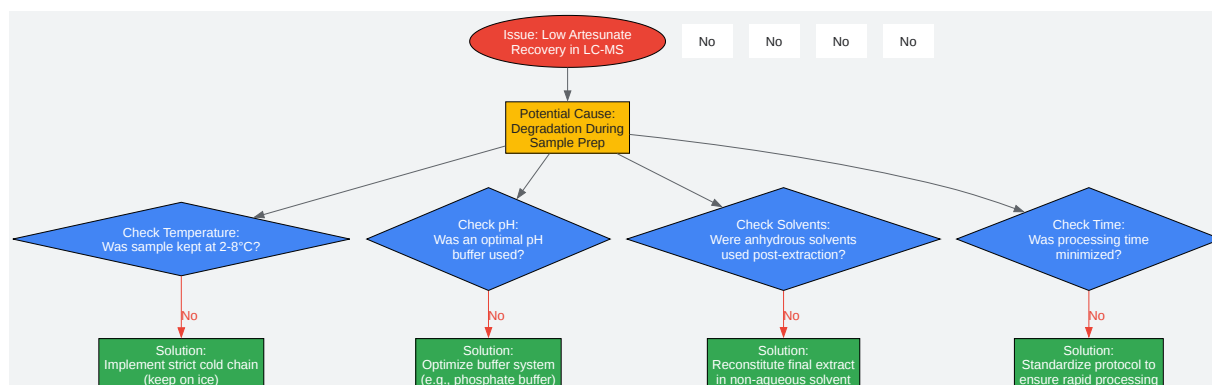 Issue: Low Artesunate
Recovery in LC-MS
No
No
No
No
Potential Cause:
Degradation During
Sample Prep
Check Temperature:
Was sample kept at 2-8°C?
Check pH:
Was an optimal pH
buffer used?
Check Solvents:
Were anhydrous solvents
used post-extraction?
Check Time:
Was processing time
minimized?
No
No
No
No
Solution:
Implement strict cold chain
(keep on ice)
Solution:
Optimize buffer system
(e.g., phosphate buffer)
Solution:
Reconstitute final extract
in non-aqueous solvent
Solution:
Standardize protocol to
ensure rapid processing